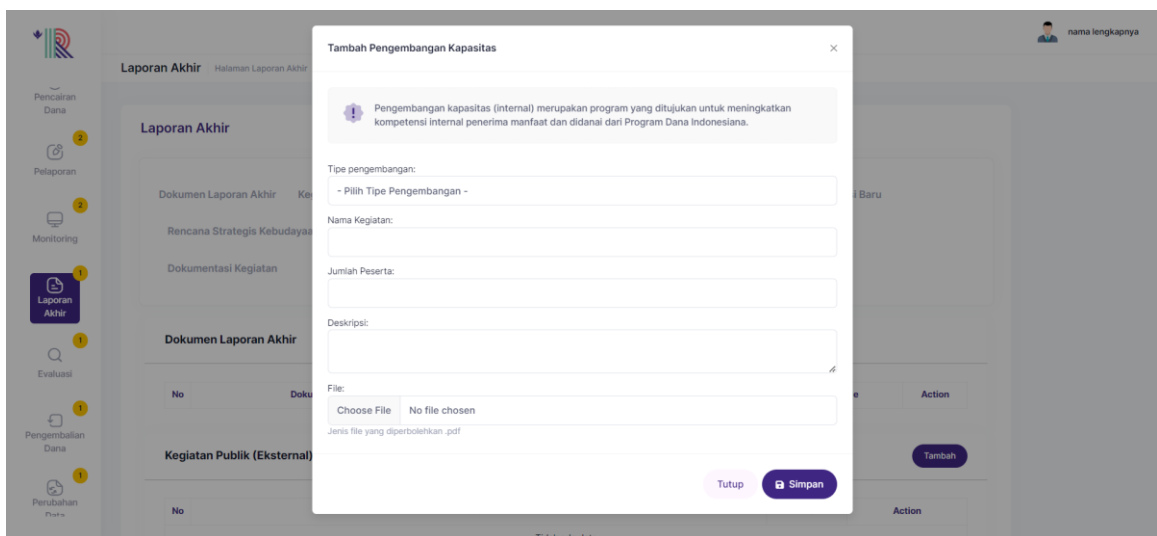 nama lengkapnya
Laporan Akhir Halaman Laporan Akhir
Tambah Pengembangan Kapasitas
Pengembangan kapasitas (internal) merupakan program yang ditujukan untuk meningkatkan
kompetensi internal penerima manfaat dan didanai dari Program Dana Indonesiana.
Tipe pengembangan:
- Pilih Tipe Pengembangan -
Nama Kegiatan:
Jumlah Peserta:
Deskripsi:
File:
Choose File No file chosen
Jenis file yang diperbolehkan .pdf
Tutup
Simpan
Pencairan
Dana
2
Pelaporan
2
Monitoring
1
Laporan
Akhir
1
Evaluasi
1
Pengembalian
Dana
1
Perubahan
Data
Laporan Akhir
Dokumen Laporan Akhir
Baru
Rencana Strategis
Dokumentasi Kegiatan
Dokumen Laporan Akhir
No Action
Kegiatan Publik (Eksternal)
Tambah
No Action